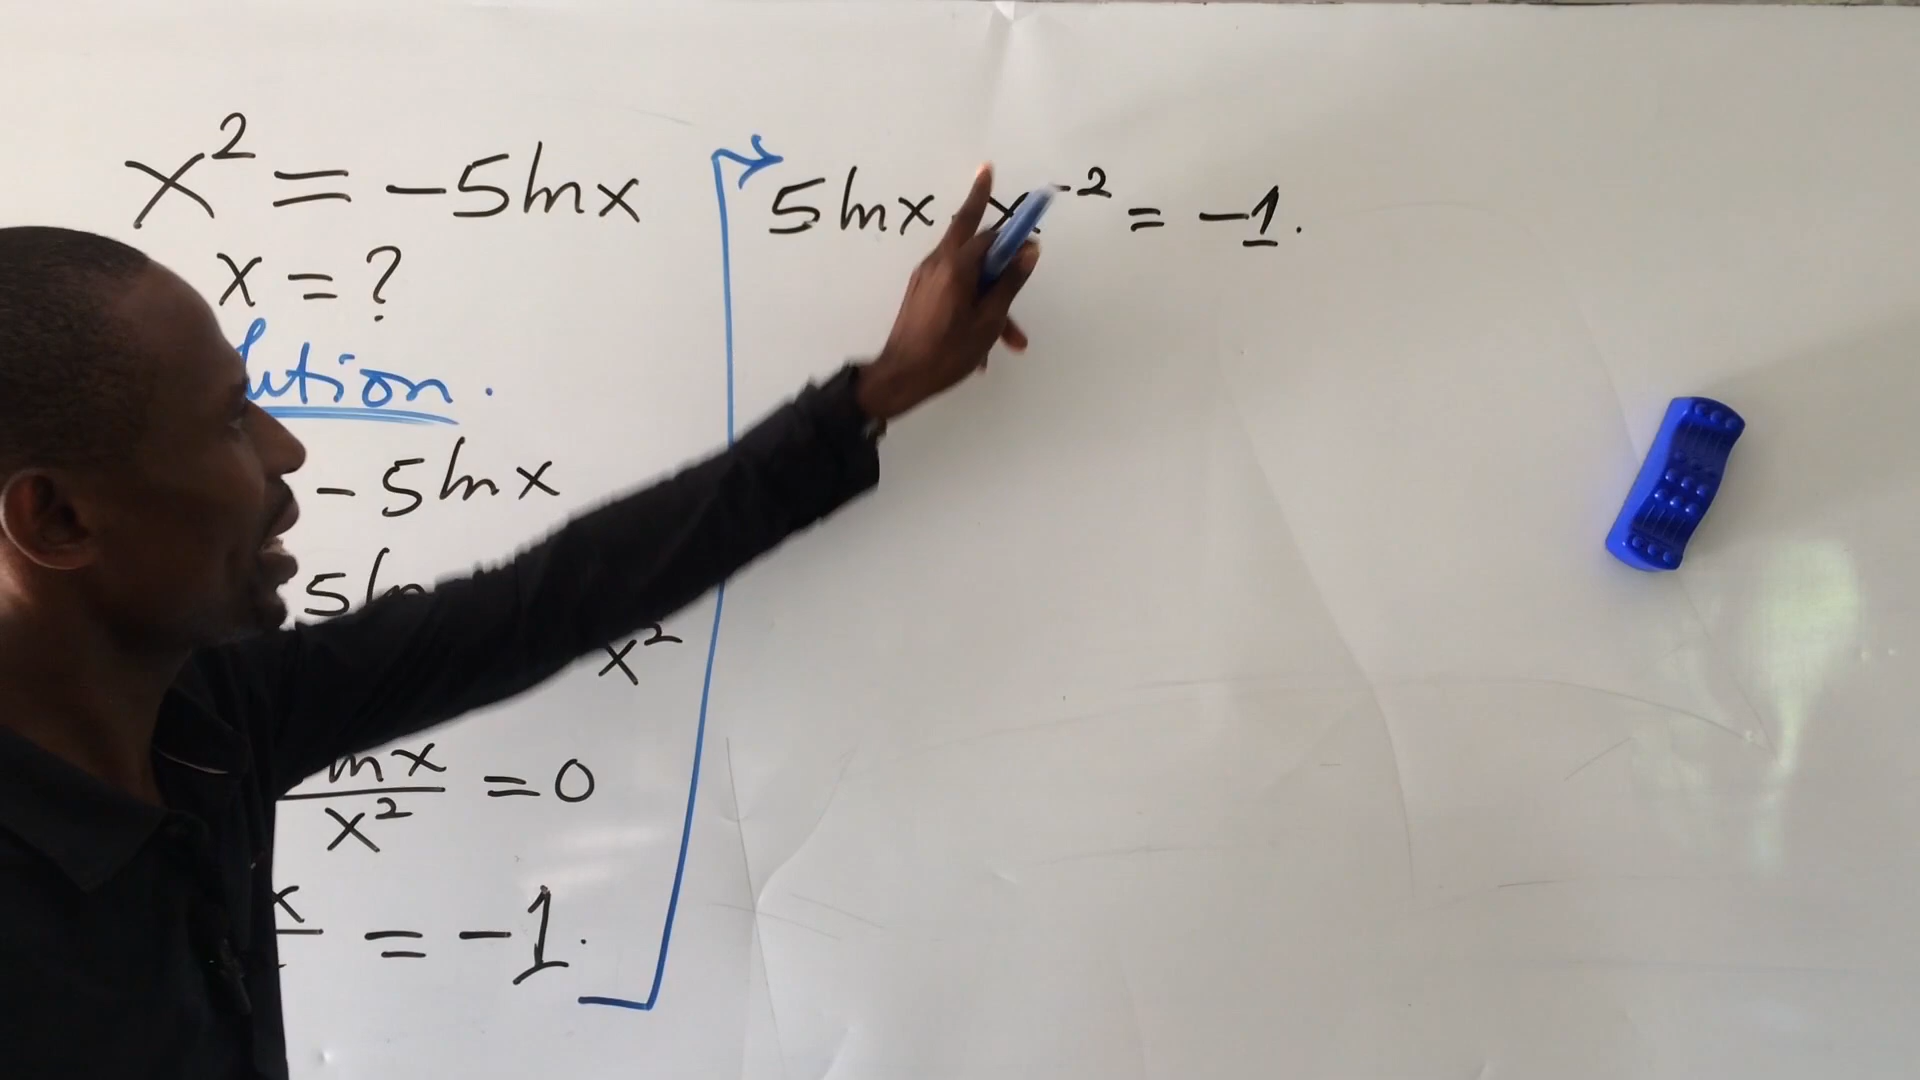 x² = -5lnx
x = ?
lution.
- 5lnx
5ln
x²
lnx
x² = 0
x
= -1.
5lnx x⁻² = -1.